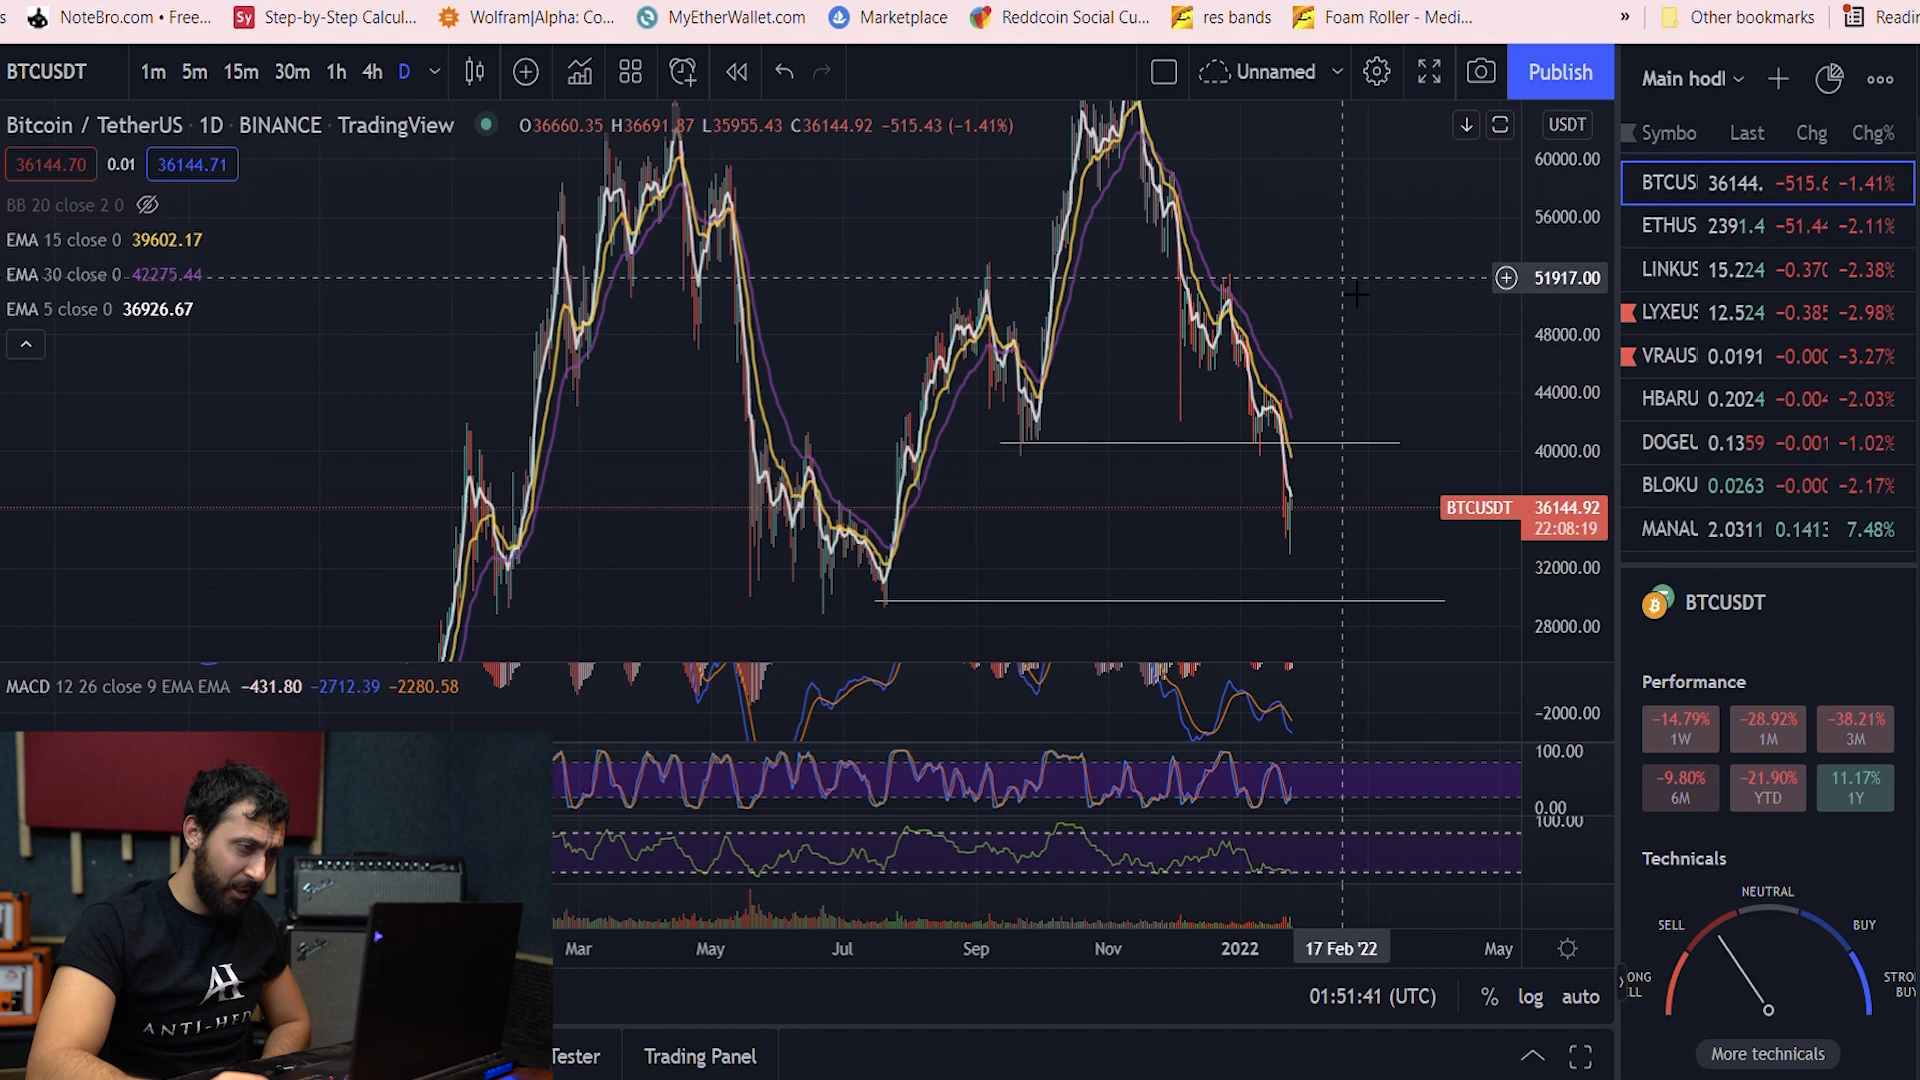 s NoteBro.com • Free... Sy Step-by-Step Calcul... Wolfram|Alpha: Co... MyEtherWallet.com Marketplace Reddcoin Social Cu... res bands Foam Roller - Medi... » Other bookmarks Readin
BTCUSDT 1m 5m 15m 30m 1h 4h D Unnamed Publish
Main hodl
Bitcoin / TetherUS · 1D · BINANCE · TradingView O36660.35 H36691.87 L35955.43 C36144.92 −515.43 (−1.41%) USDT
Symbo Last Chg Chg%
36144.70 0.01 36144.71
BB 20 close 2 0
EMA 15 close 0 39602.17
EMA 30 close 0 42275.44
EMA 5 close 0 36926.67
60000.00
56000.00
51917.00
48000.00
44000.00
40000.00
BTCUSDT 36144.92
22:08:19
32000.00
28000.00
BTCUS 36144. −515.6 −1.41%
ETHUS 2391.4 −51.44 −2.11%
LINKUS 15.224 −0.370 −2.38%
LYXEUS 12.524 −0.385 −2.98%
VRAUS 0.0191 −0.000 −3.27%
HBARU 0.2024 −0.004 −2.03%
DOGEU 0.1359 −0.001 −1.02%
BLOKU 0.0263 −0.000 −2.17%
MANAU 2.0311 0.1413 7.48%
BTCUSDT
MACD 12 26 close 9 EMA EMA −431.80 −2712.39 −2280.58
−2000.00
100.00
0.00
100.00
Performance
−14.79% −28.92% −38.21%
1W 1M 3M
−9.80% −21.90% 11.17%
6M YTD 1Y
Technicals
NEUTRAL
SELL BUY
ONG STRO
LL BU
More technicals
Mar May Jul Sep Nov 2022 17 Feb '22 May
01:51:41 (UTC) % log auto
Tester Trading Panel
ANTI-HE